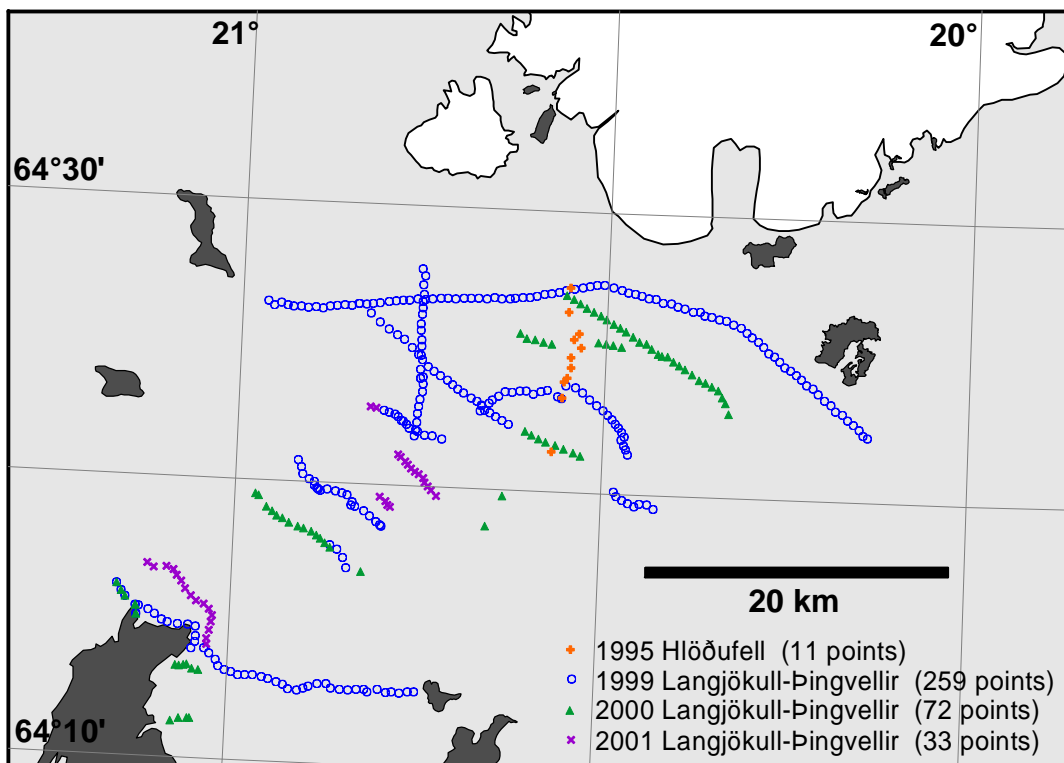 21°
20°
64°30'
64°10'
20 km
1995 Hlöðufell (11 points)
1999 Langjökull-Þingvellir (259 points)
2000 Langjökull-Þingvellir (72 points)
2001 Langjökull-Þingvellir (33 points)